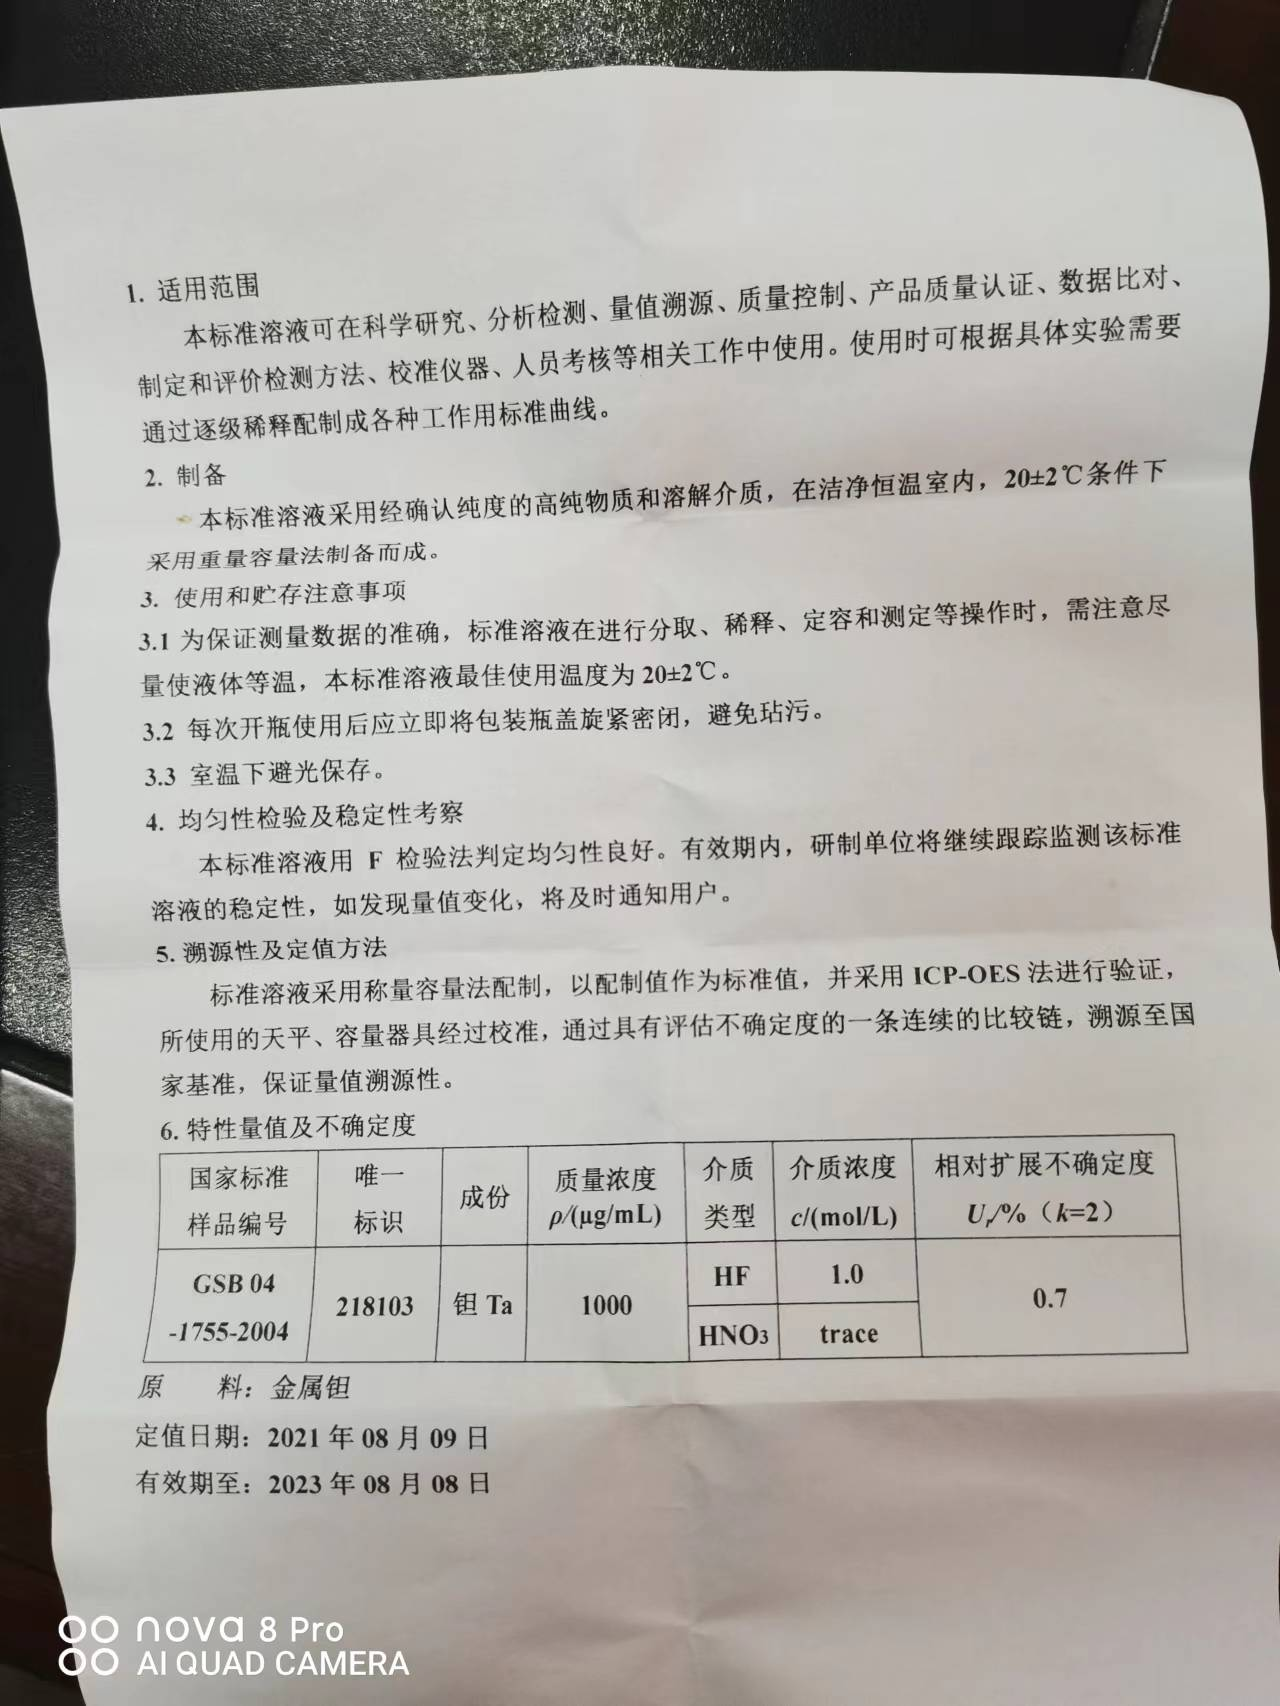 1. 适用范围
本标准溶液可在科学研究、分析检测、量值溯源、质量控制、产品质量认证、数据比对、
制定和评价检测方法、校准仪器、人员考核等相关工作中使用。使用时可根据具体实验需要
通过逐级稀释配制成各种工作用标准曲线。
2. 制备
本标准溶液采用经确认纯度的高纯物质和溶解介质，在洁净恒温室内，20±2℃条件下
采用重量容量法制备而成。
3. 使用和贮存注意事项
3.1 为保证测量数据的准确，标准溶液在进行分取、稀释、定容和测定等操作时，需注意尽
量使液体等温，本标准溶液最佳使用温度为 20±2℃。
3.2 每次开瓶使用后应立即将包装瓶盖旋紧密闭，避免玷污。
3.3 室温下避光保存。
4. 均匀性检验及稳定性考察
本标准溶液用 F 检验法判定均匀性良好。有效期内，研制单位将继续跟踪监测该标准
溶液的稳定性，如发现量值变化，将及时通知用户。
5. 溯源性及定值方法
标准溶液采用称量容量法配制，以配制值作为标准值，并采用 ICP-OES 法进行验证，
所使用的天平、容量器具经过校准，通过具有评估不确定度的一条连续的比较链，溯源至国
家基准，保证量值溯源性。
6. 特性量值及不确定度
国家标准 样品编号 唯一 标识 成份 质量浓度 ρ/(μg/mL) 介质 类型 介质浓度 c/(mol/L) 相对扩展不确定度 Ur/%（k=2）
GSB 04 -1755-2004 218103 钽 Ta 1000 HF 1.0 0.7
HNO3 trace
原 料：金属钽
定值日期：2021 年 08 月 09 日
有效期至：2023 年 08 月 08 日
nova 8 Pro
AI QUAD CAMERA